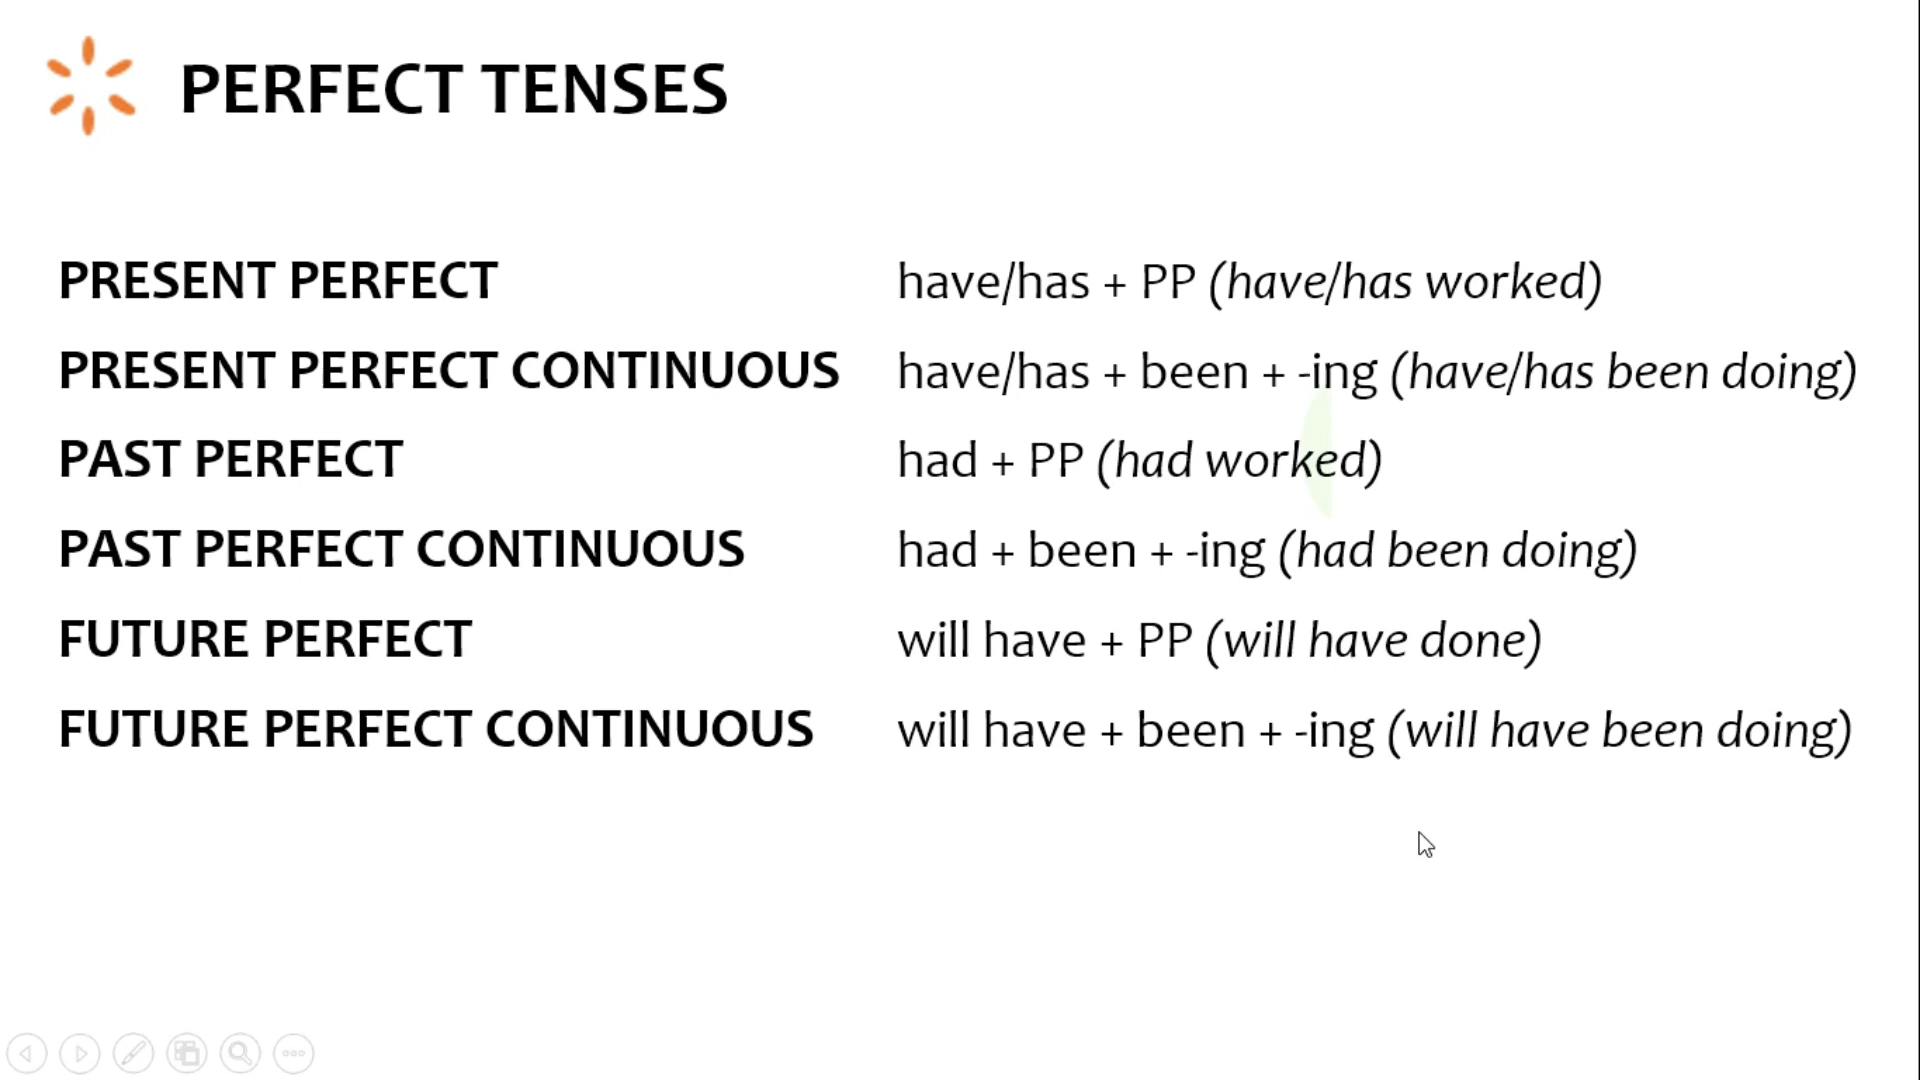 PERFECT TENSES
PRESENT PERFECT have/has + PP (have/has worked)
PRESENT PERFECT CONTINUOUS have/has + been + -ing (have/has been doing)
PAST PERFECT had + PP (had worked)
PAST PERFECT CONTINUOUS had + been + -ing (had been doing)
FUTURE PERFECT will have + PP (will have done)
FUTURE PERFECT CONTINUOUS will have + been + -ing (will have been doing)